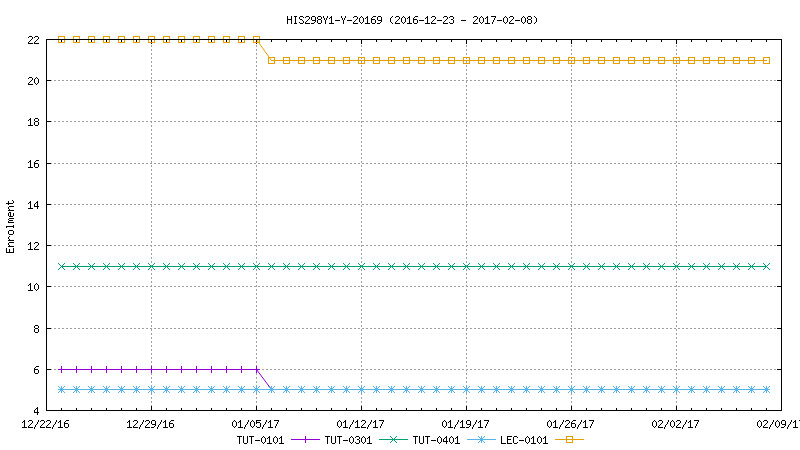 HIS298Y1-Y-20169 (2016-12-23 - 2017-02-08)
22
20
18
16
14
12
10
8
6
4
Enrolment
12/22/16 12/29/16 01/05/17 01/12/17 01/19/17 01/26/17 02/02/17 02/09/1
TUT-0101 TUT-0301 TUT-0401 LEC-0101